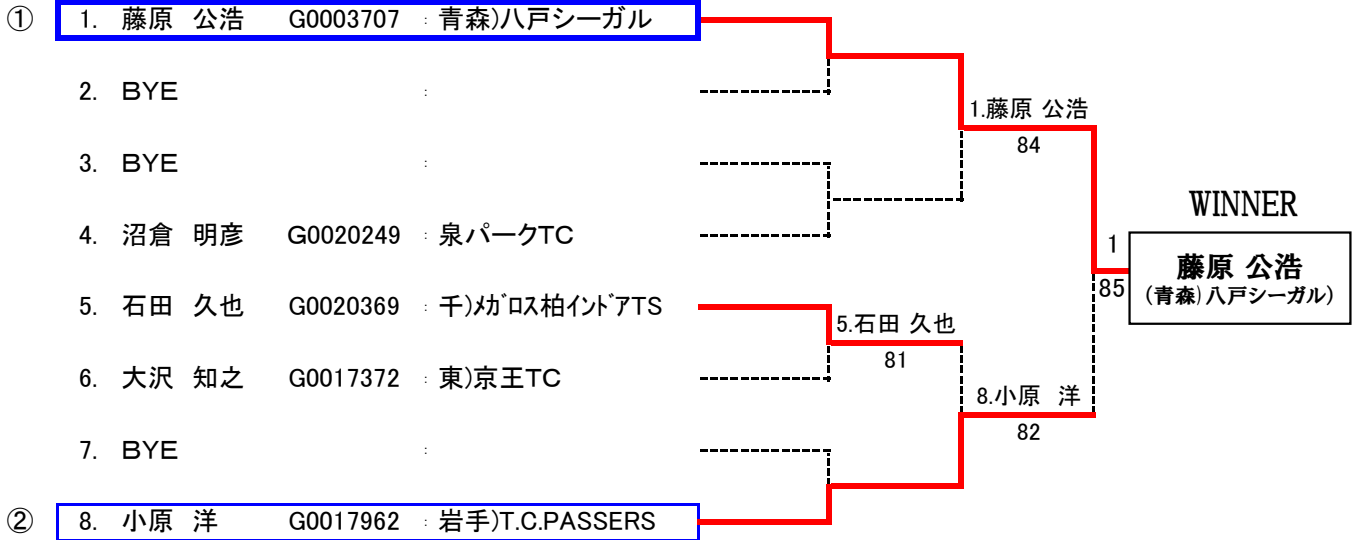 ① 1. 藤原 公浩 G0003707 : 青森)八戸シーガル
2. BYE :
1.藤原 公浩
84
3. BYE :
WINNER
4. 沼倉 明彦 G0020249 : 泉パークTC
1
藤原 公浩
(青森)八戸シーガル)
85
5. 石田 久也 G0020369 : 千)メガロス柏インドアTS
5.石田 久也
81
6. 大沢 知之 G0017372 : 東)京王TC
8.小原 洋
82
7. BYE :
② 8. 小原 洋 G0017962 : 岩手)T.C.PASSERS